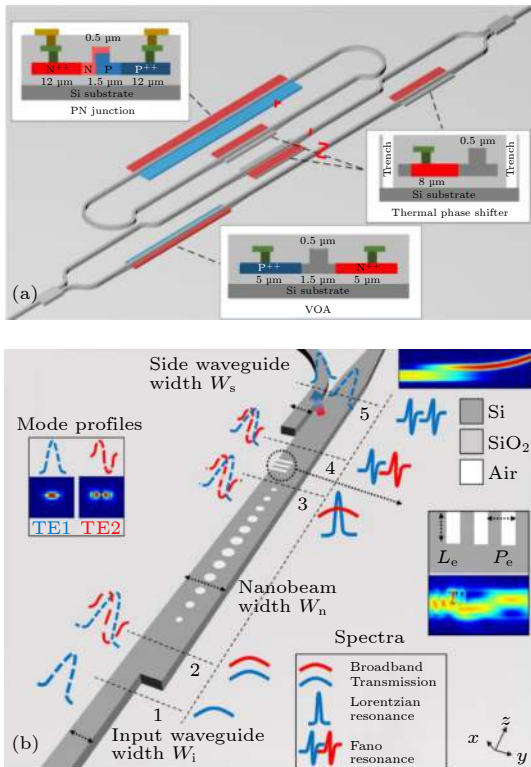 0.5 µm
N++ N P P++
12 µm 1.5 µm 12 µm
Si substrate
PN junction
Trench
0.5 µm
Trench
8 µm
Si substrate
Thermal phase shifter
0.5 µm
P++ N++
5 µm 1.5 µm 5 µm
Si substrate
VOA
(a)
Side waveguide
width Ws
Mode profiles
TE1 TE2
5
4
3
2
1
Si
SiO2
Air
Le Pe
Nanobeam
width Wn
Spectra
Broadband
Transmission
Lorentzian
resonance
Fano
resonance
Input waveguide
width Wi
x z y
(b)